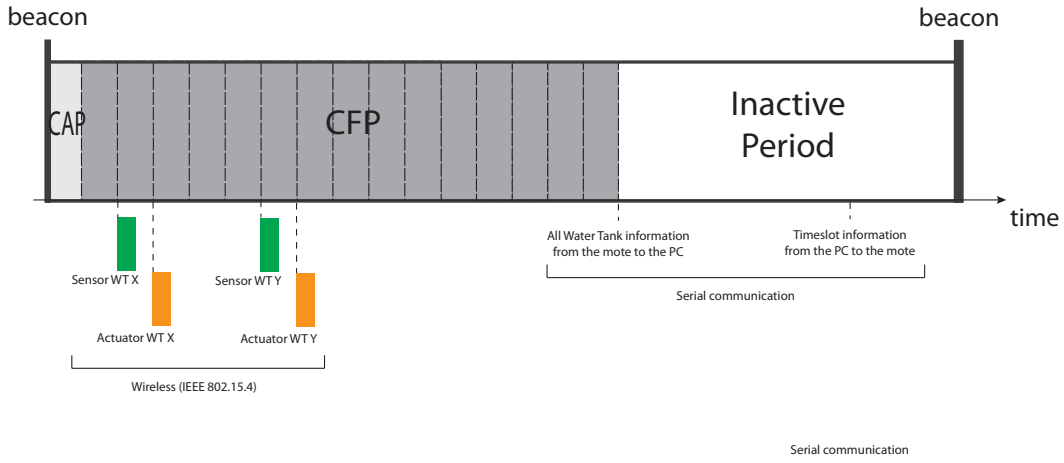 beacon
beacon
CAP
CFP
Inactive
Period
time
All Water Tank information
from the mote to the PC
Timeslot information
from the PC to the mote
Sensor WT X
Sensor WT Y
Serial communication
Actuator WT X
Actuator WT Y
Wireless (IEEE 802.15.4)
Serial communication